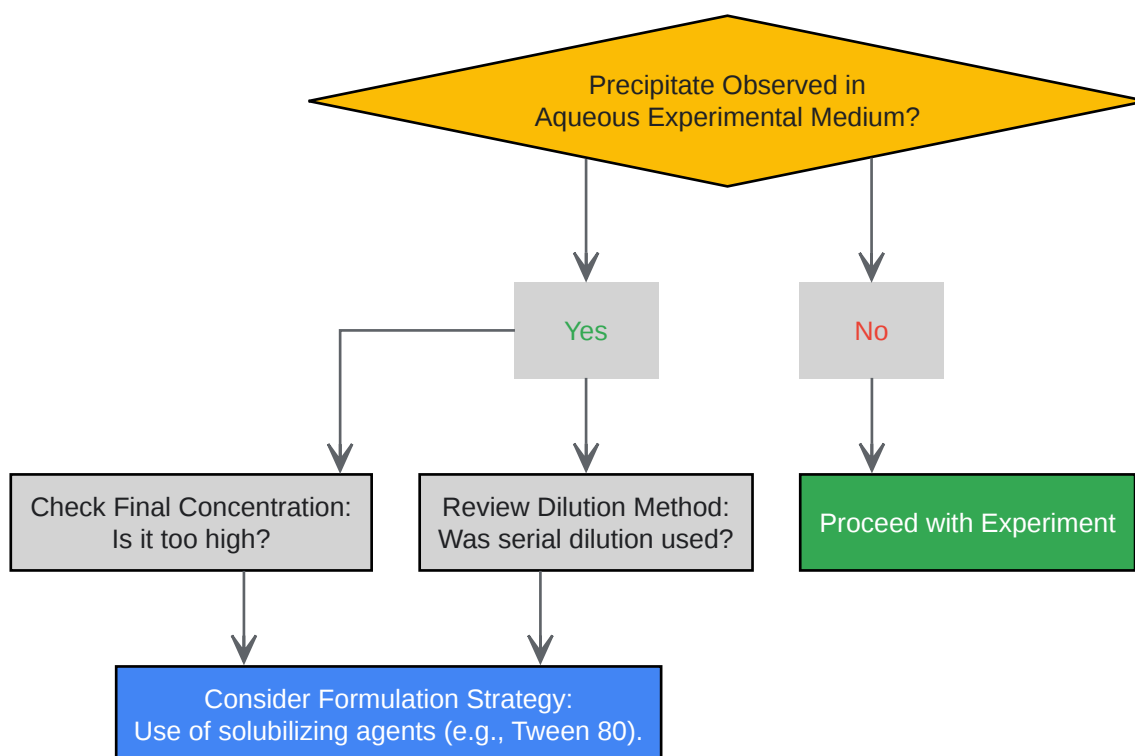 Precipitate Observed in
Aqueous Experimental Medium?
Yes
No
Check Final Concentration:
Is it too high?
Review Dilution Method:
Was serial dilution used?
Proceed with Experiment
Consider Formulation Strategy:
Use of solubilizing agents (e.g., Tween 80).